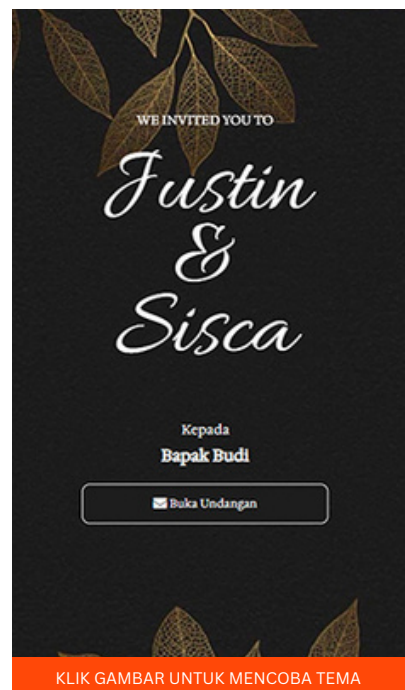 WE INVITED YOU TO
Justin
&
Sisca
Kepada
Bapak Budi
Buka Undangan
KLIK GAMBAR UNTUK MENCOBA TEMA